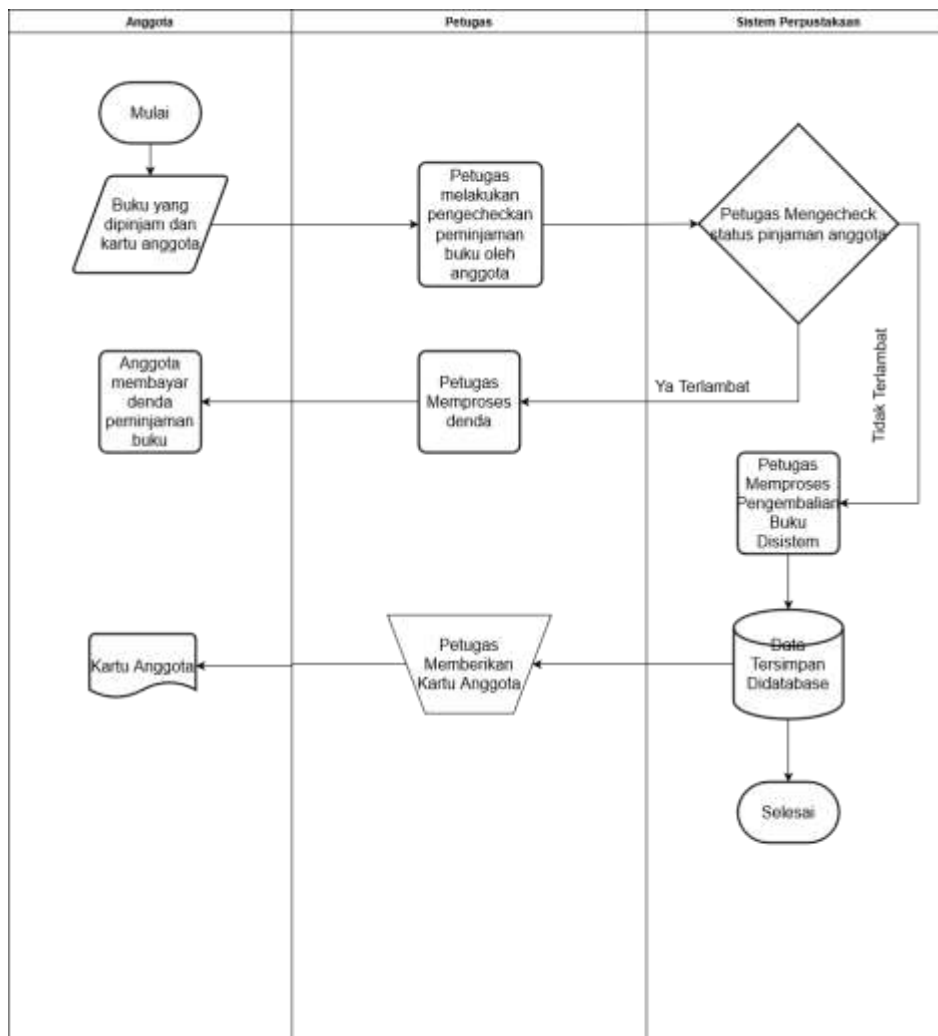 Anggota
Petugas
Sistem Perpustakaan
Mulai
Buku yang
dipinjam dan
kartu anggota
Petugas
melakukan
pengecheckan
peminjaman
buku oleh
anggota
Petugas Mengecheck
status pinjaman anggota
Tidak Terlambat
Ya Terlambat
Petugas
Memproses
denda
Anggota
membayar
denda
peminjaman
buku
Petugas
Memproses
Pengembalian
Buku
Disistem
Data
Tersimpan
Didatabase
Petugas
Memberikan
Kartu Anggota
Kartu Anggota
Selesai